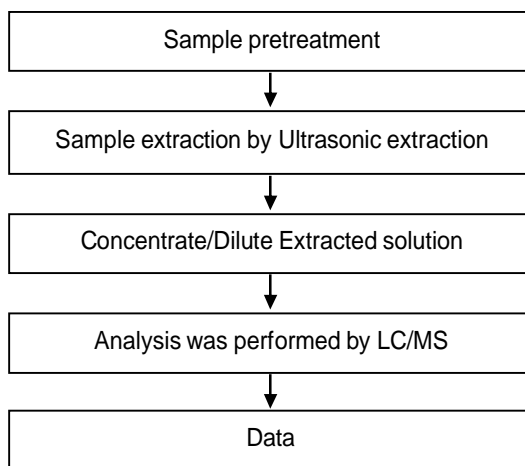 Sample pretreatment
Sample extraction by Ultrasonic extraction
Concentrate/Dilute Extracted solution
Analysis was performed by LC/MS
Data